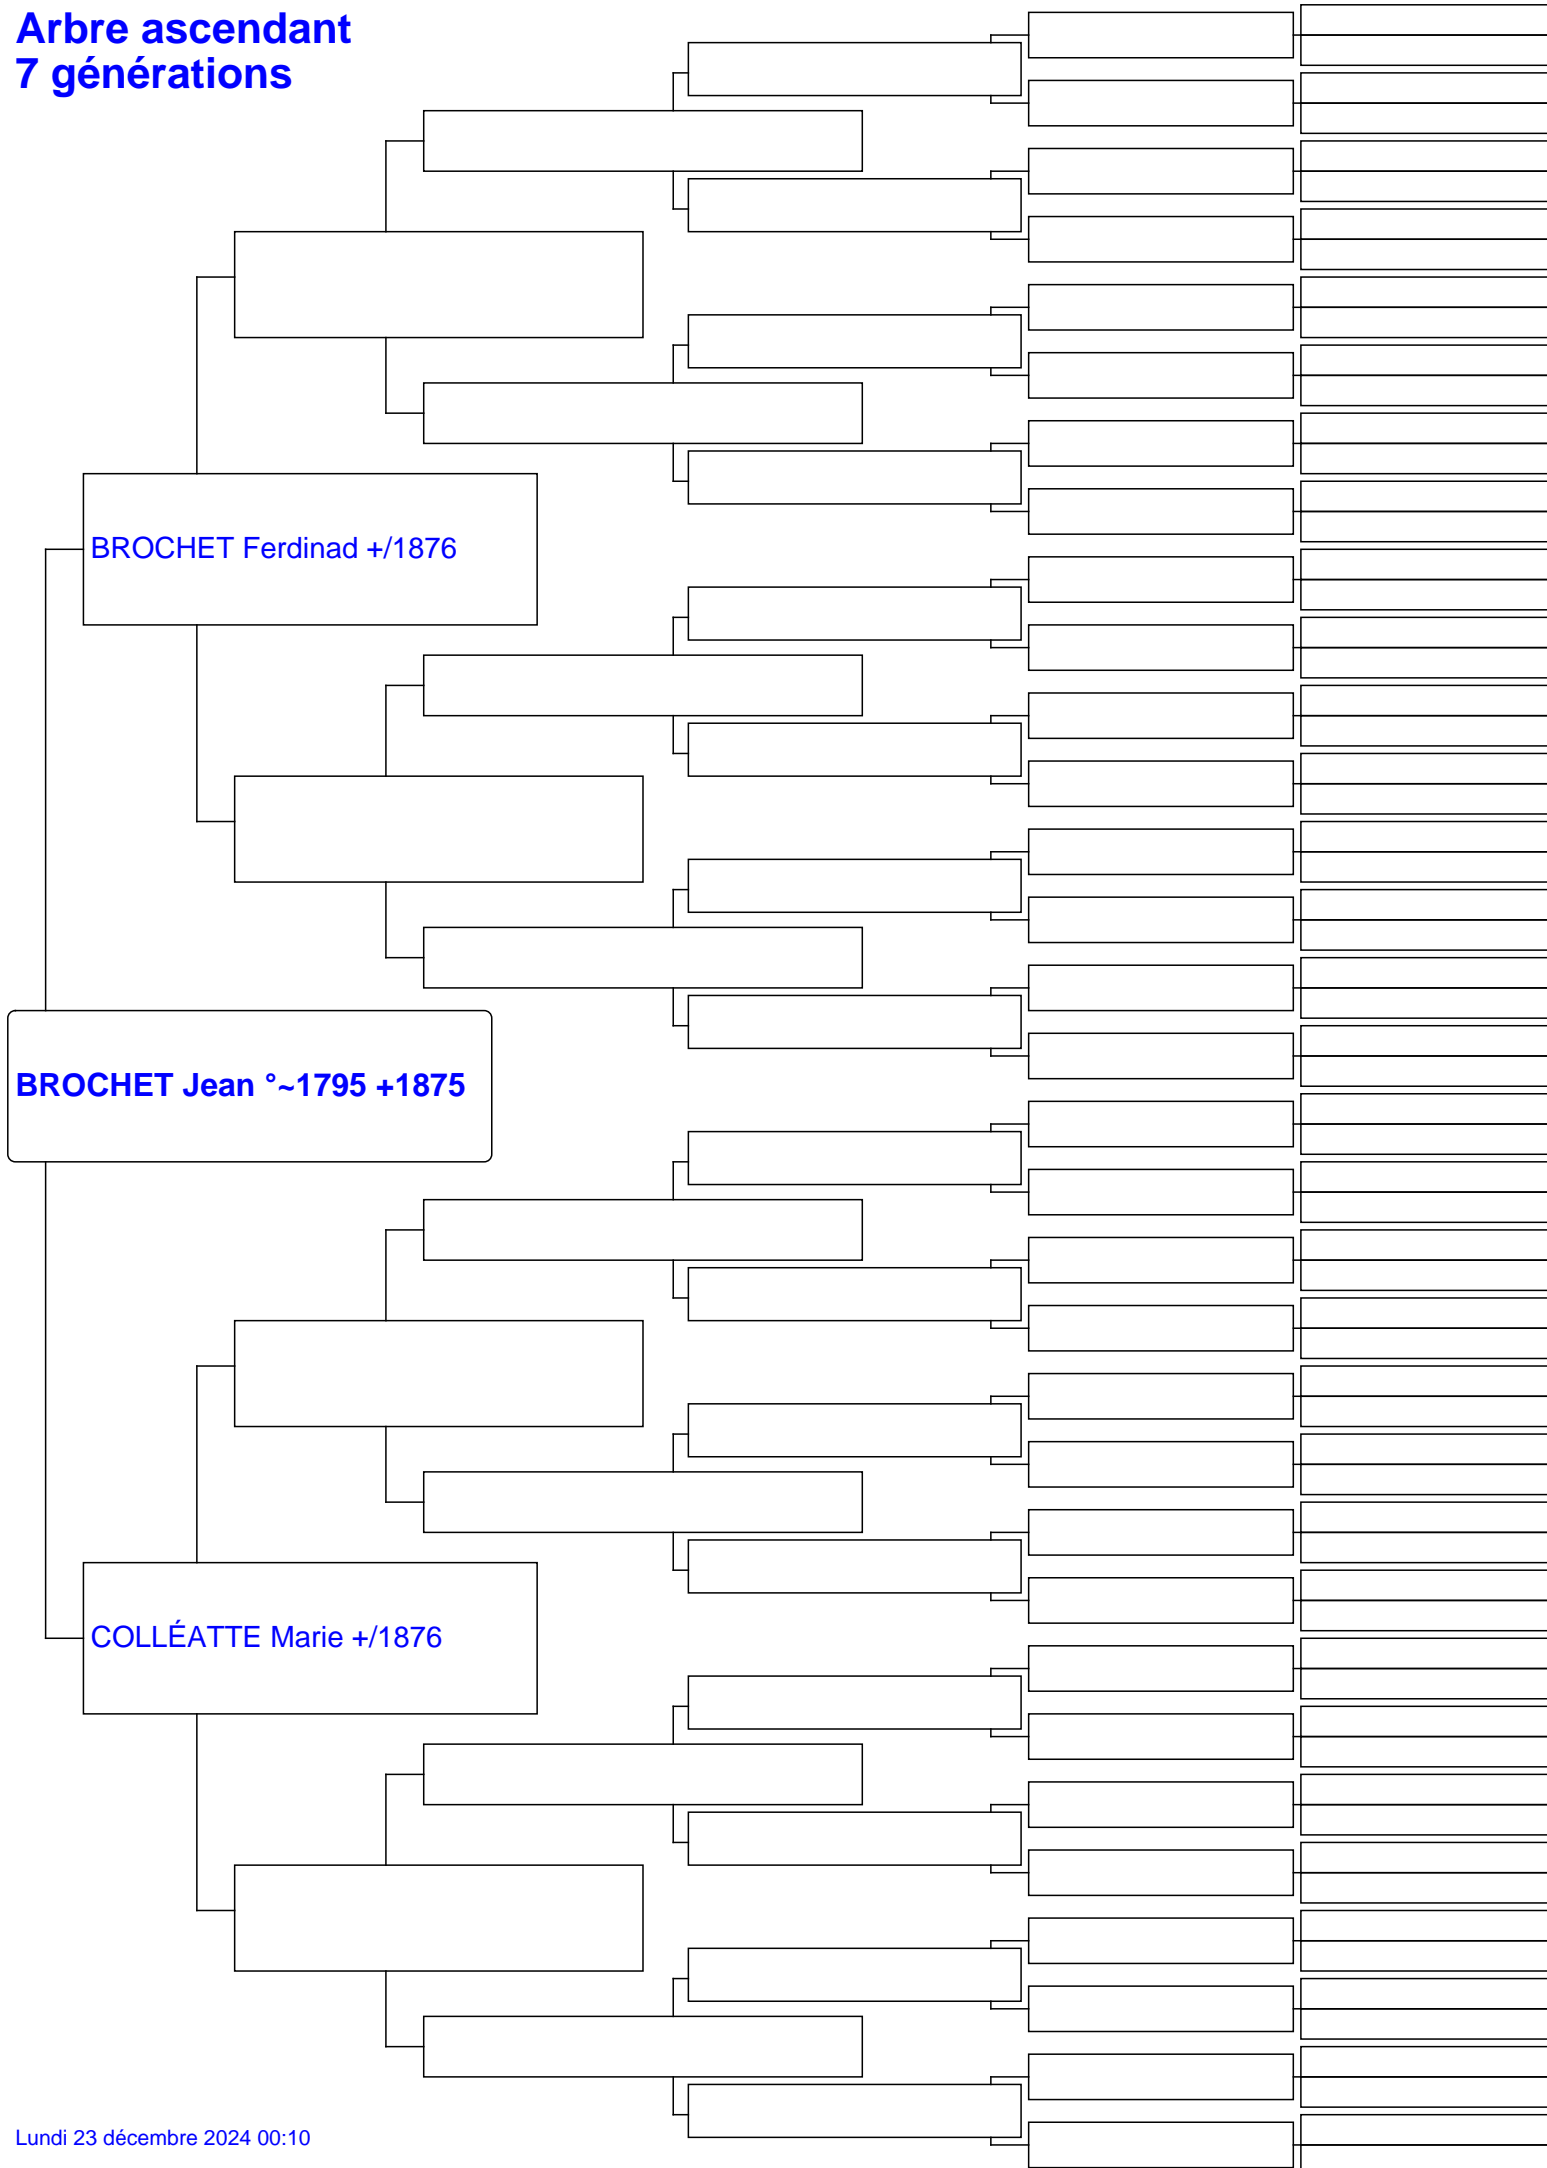 Arbre ascendant
7 générations
BROCHET Ferdinad +/1876
BROCHET Jean °~1795 +1875
COLLÉATTE Marie +/1876
Lundi 23 décembre 2024 00:10